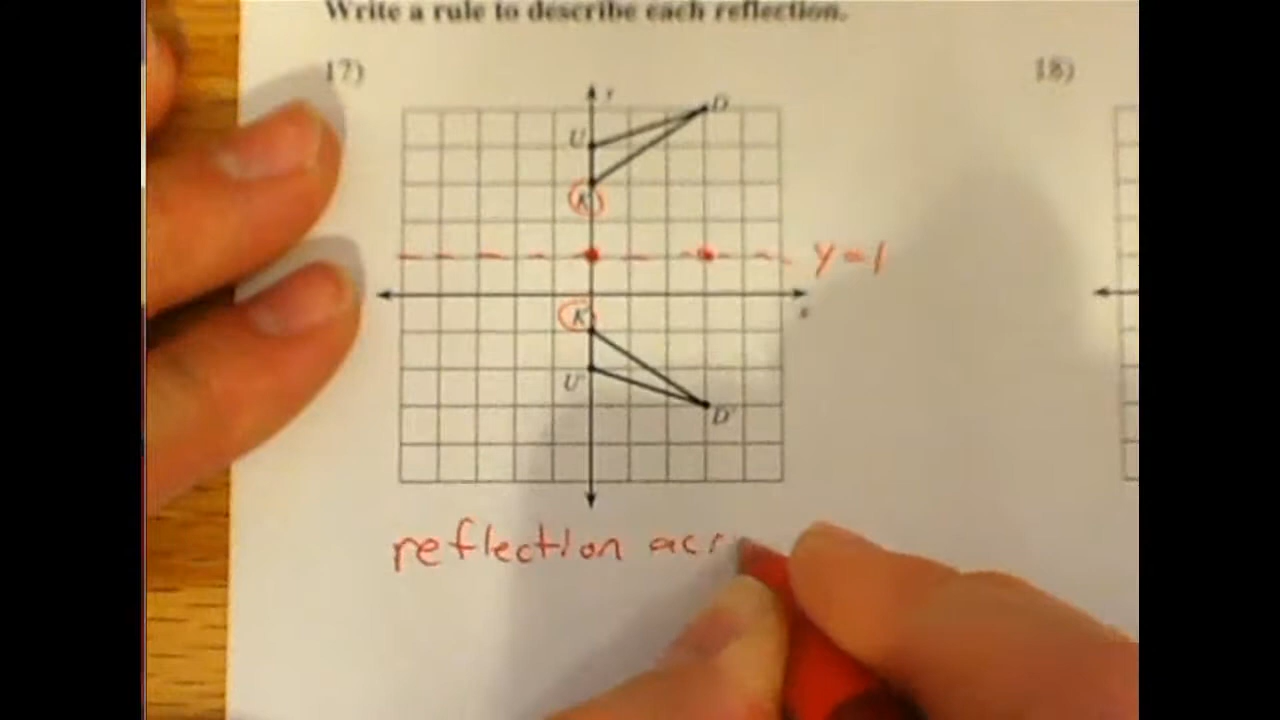 Write a rule to describe each reflection.
17)
18)
y
D
U
K
y=1
x
K'
U'
D'
reflection acr